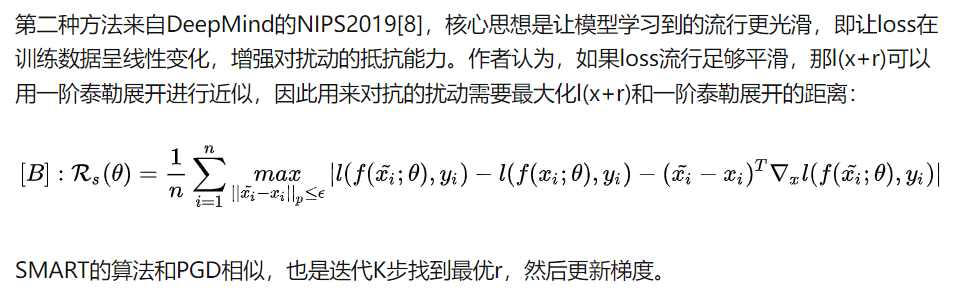 第二种方法来自DeepMind的NIPS2019[8]，核心思想是让模型学习到的流行更光滑，即让loss在
训练数据呈线性变化，增强对扰动的抵抗能力。作者认为，如果loss流行足够平滑，那l(x+r)可以
用一阶泰勒展开进行近似，因此用来对抗的扰动需要最大化l(x+r)和一阶泰勒展开的距离：
$[B]: \mathcal{R}_s(\theta) = \frac{1}{n} \sum_{i=1}^{n} \underset{||\tilde{x_i}-x_i||_p \leq \epsilon}{max} |l(f(\tilde{x_i};\theta),y_i) - l(f(x_i;\theta),y_i) - (\tilde{x_i}-x_i)^T \nabla_x l(f(\tilde{x_i};\theta),y_i)|$
SMART的算法和PGD相似，也是迭代K步找到最优r，然后更新梯度。